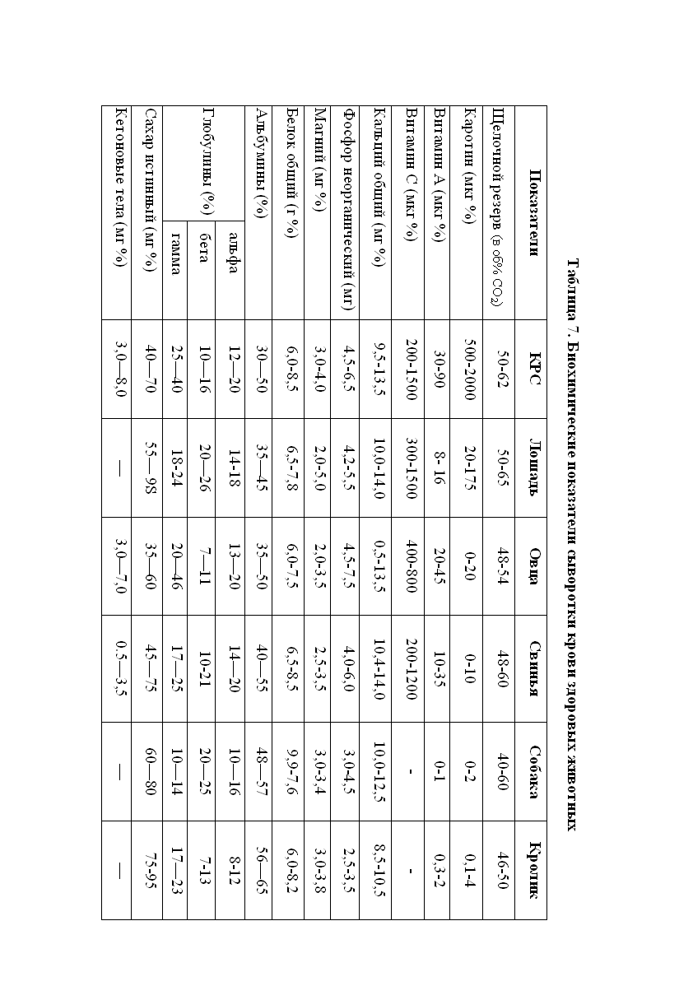 Таблица 7. Биохимические показатели сыворотки крови здоровых животных
Показатели КРС Лошадь Овца Свинья Собака Кролик
Щелочной резерв (в об% CO₂) 50-62 50-65 48-54 48-60 40-60 46-50
Каротин (мкг %) 500-2000 20-175 0-20 0-10 0-2 0,1-4
Витамин А (мкг %) 30-90 8- 16 20-45 10-35 0-1 0,3-2
Витамин С (мкг %) 200-1500 300-1500 400-800 200-1200 - -
Кальций общий (мг %) 9,5-13,5 10,0-14,0 0,5-13,5 10,4-14,0 10,0-12,5 8,5-10,5
Фосфор неорганический (мг) 4,5-6,5 4,2-5,5 4,5-7,5 4,0-6,0 3,0-4,5 2,5-3,5
Магний (мг %) 3,0-4,0 2,0-5,0 2,0-3,5 2,5-3,5 3,0-3,4 3,0-3,8
Белок общий (г %) 6,0-8,5 6,5-7,8 6,0-7,5 6,5-8,5 9,9-7,6 6,0-8,2
Альбумины (%) 30—50 35—45 35—50 40—55 48—57 56—65
Глобулины (%) альфа 12—20 14-18 13—20 14—20 10—16 8-12
бета 10—16 20—26 7—11 10-21 20—25 7-13
гамма 25—40 18-24 20—46 17—25 10—14 17—23
Сахар истинный (мг %) 40—70 55—98 35—60 45—75 60—80 75-95
Кетоновые тела (мг %) 3,0—8,0 — 3,0—7,0 0.5—3,5 — —